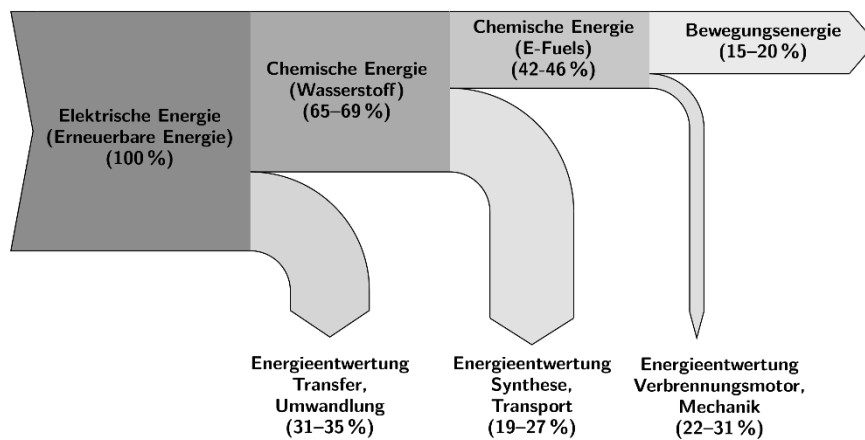 Elektrische Energie
(Erneuerbare Energie)
(100 %)
Chemische Energie
(Wasserstoff)
(65–69 %)
Chemische Energie
(E-Fuels)
(42-46 %)
Bewegungsenergie
(15–20 %)
Energieentwertung
Transfer,
Umwandlung
(31–35 %)
Energieentwertung
Synthese,
Transport
(19–27 %)
Energieentwertung
Verbrennungsmotor,
Mechanik
(22–31 %)